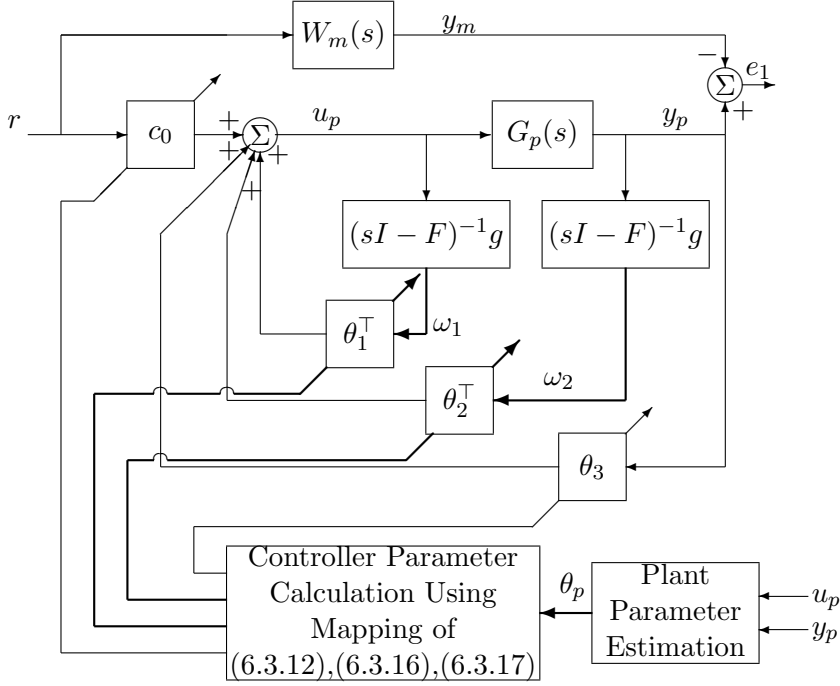 W_m(s)
y_m
−
Σ
e_1
+
r
c_0
+
+
Σ
+
+
u_p
G_p(s)
y_p
(sI − F)^{−1}g
(sI − F)^{−1}g
θ_1^⊤
ω_1
θ_2^⊤
ω_2
θ_3
Controller Parameter
Calculation Using
Mapping of
(6.3.12),(6.3.16),(6.3.17)
θ_p
Plant
Parameter
Estimation
u_p
y_p